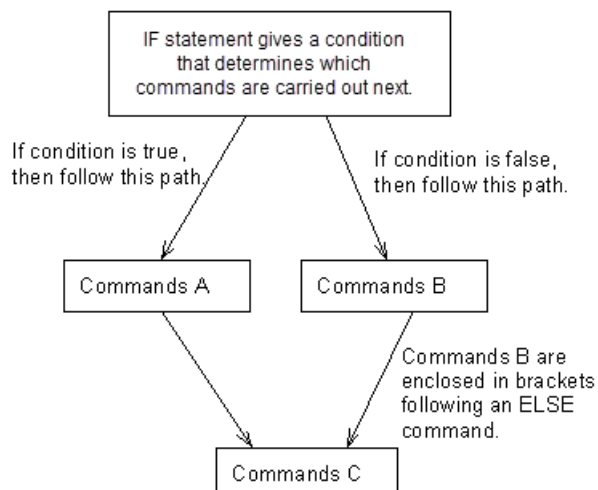 IF statement gives a condition
that determines which
commands are carried out next.
If condition is true,
then follow this path.
If condition is false,
then follow this path.
Commands A
Commands B
Commands B are
enclosed in brackets
following an ELSE
command.
Commands C